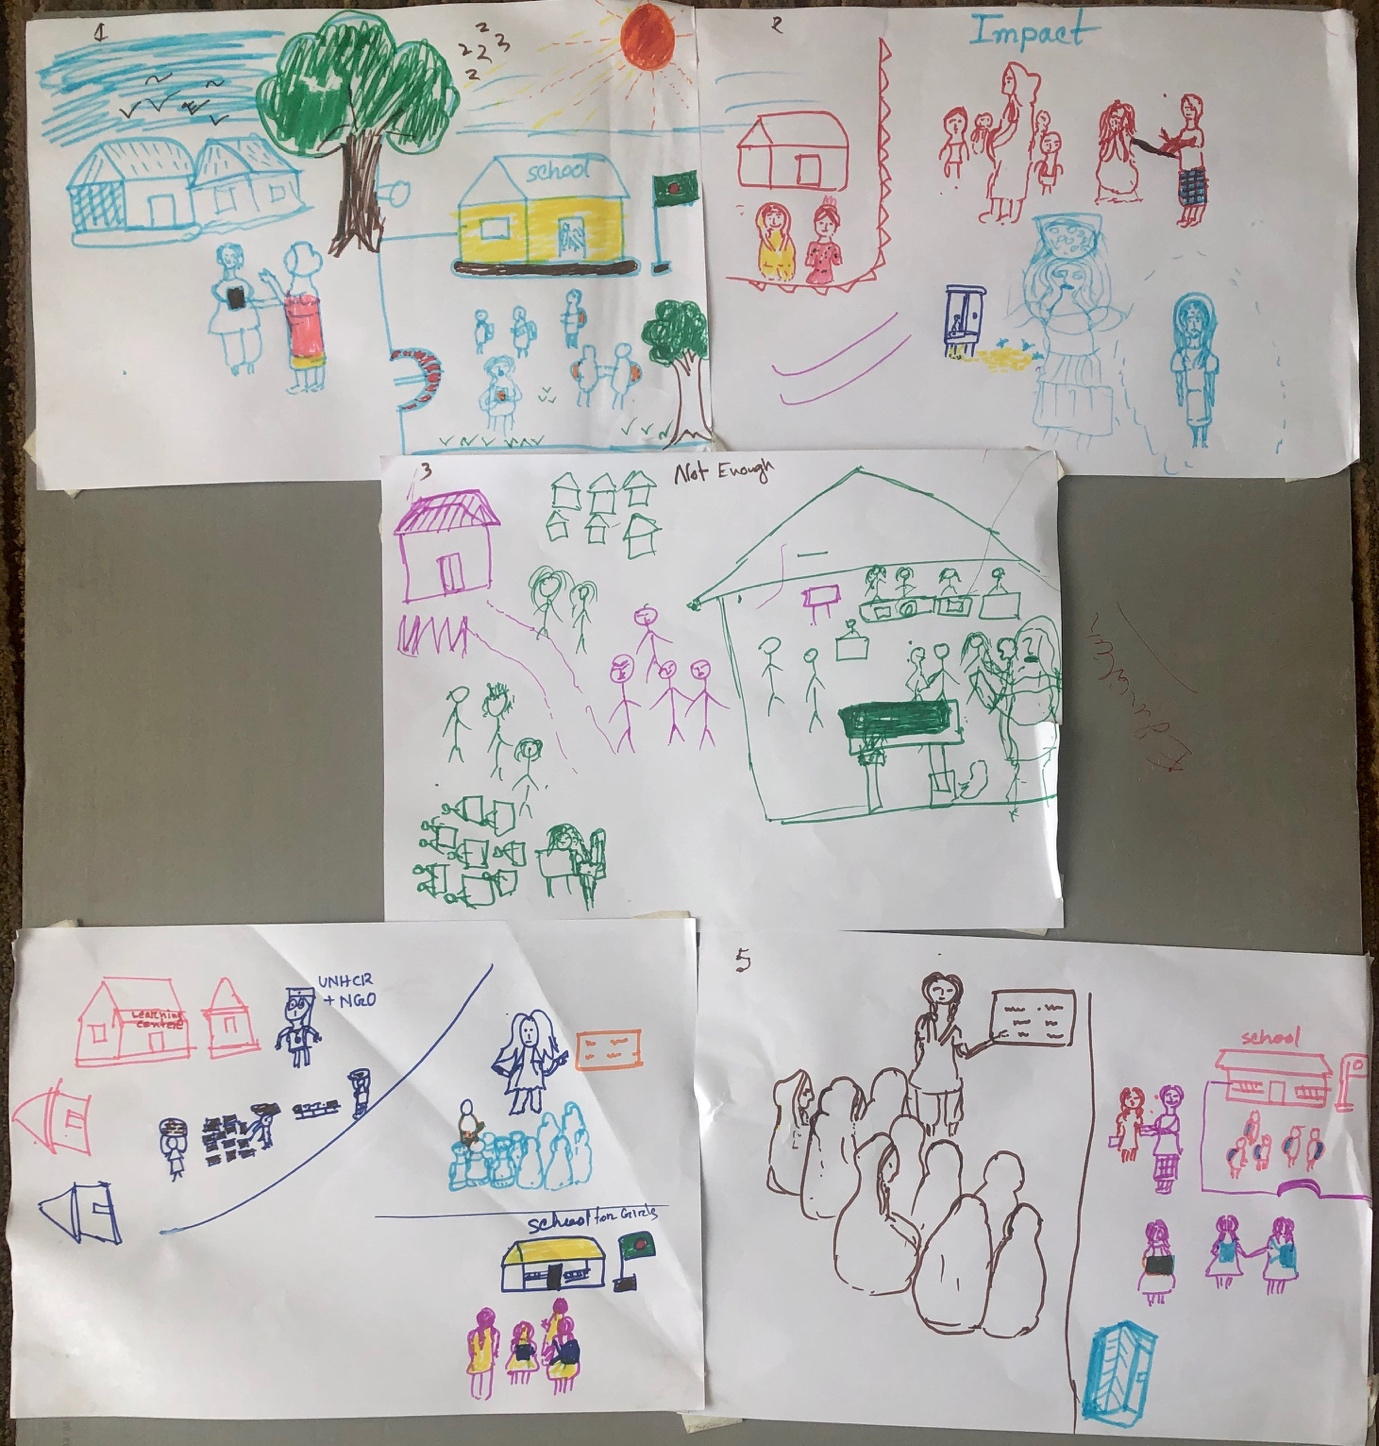 1
school
2
Impact
3
Not Enough
UNHCR
+ NGO
Learning
centre
school for Girls
5
school